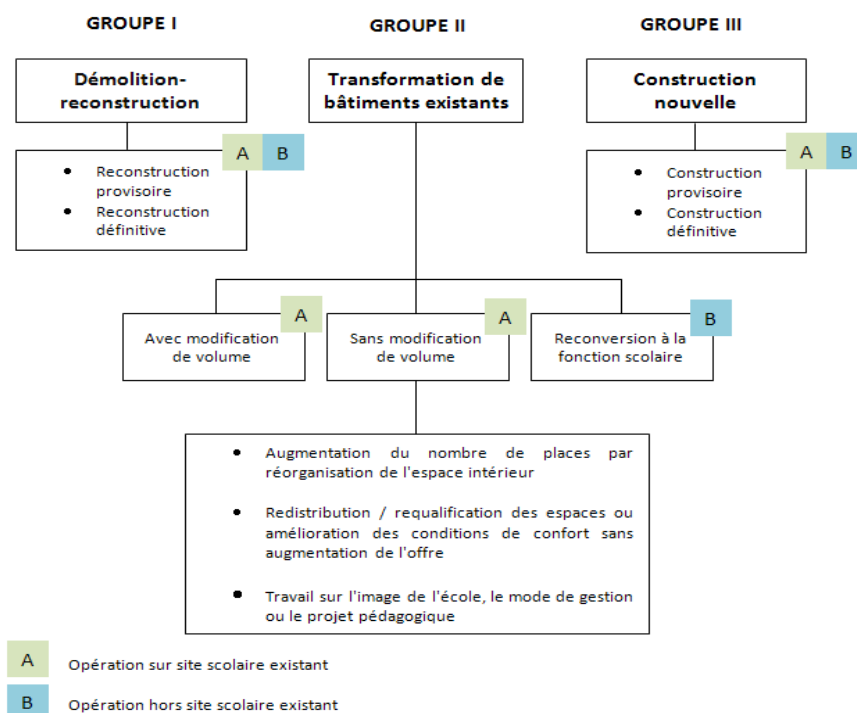 GROUPE I
GROUPE II
GROUPE III
Démolition-
reconstruction
Transformation de
bâtiments existants
Construction
nouvelle
A
B
• Reconstruction
provisoire
• Reconstruction
définitive
A
B
• Construction
provisoire
• Construction
définitive
A
Avec modification
de volume
A
Sans modification
de volume
B
Reconversion à la
fonction scolaire
• Augmentation du nombre de places par
réorganisation de l'espace intérieur
• Redistribution / requalification des espaces ou
amélioration des conditions de confort sans
augmentation de l'offre
• Travail sur l'image de l'école, le mode de gestion
ou le projet pédagogique
A
Opération sur site scolaire existant
B
Opération hors site scolaire existant